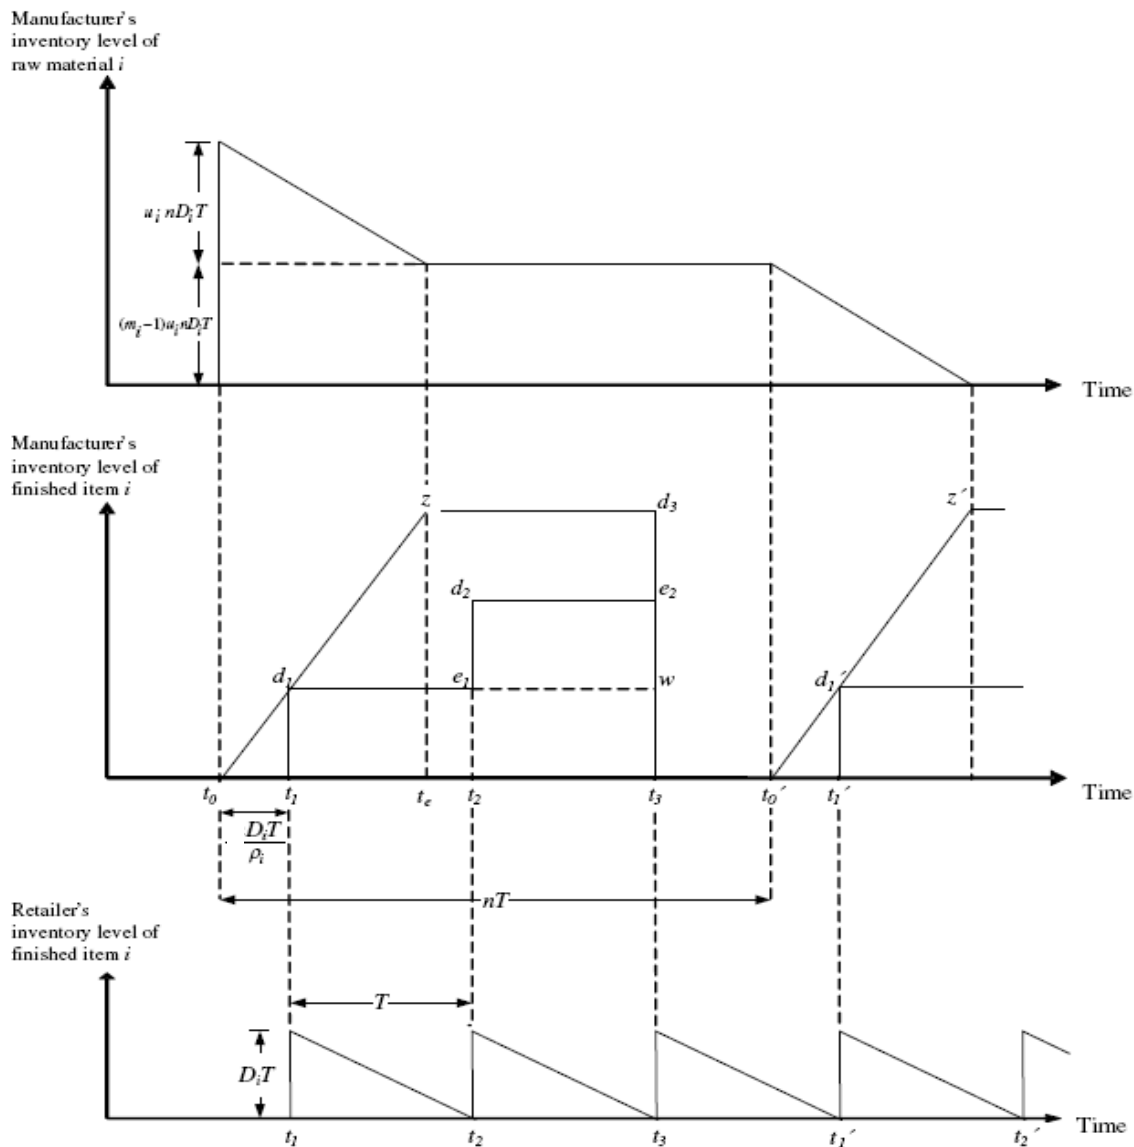 Manufacturer's
inventory level of
raw material i
u_i nD_iT
(m_i−1)u_i nD_iT
Time
Manufacturer's
inventory level of
finished item i
z
d_3
z´
d_2
e_2
d_1
e_1
w
d_1´
t_0
t_1
t_e
t_2
t_3
t_0´
t_1´
Time
D_iT
ρ_i
nT
Retailer's
inventory level of
finished item i
T
D_iT
t_1
t_2
t_3
t_1´
t_2´
Time